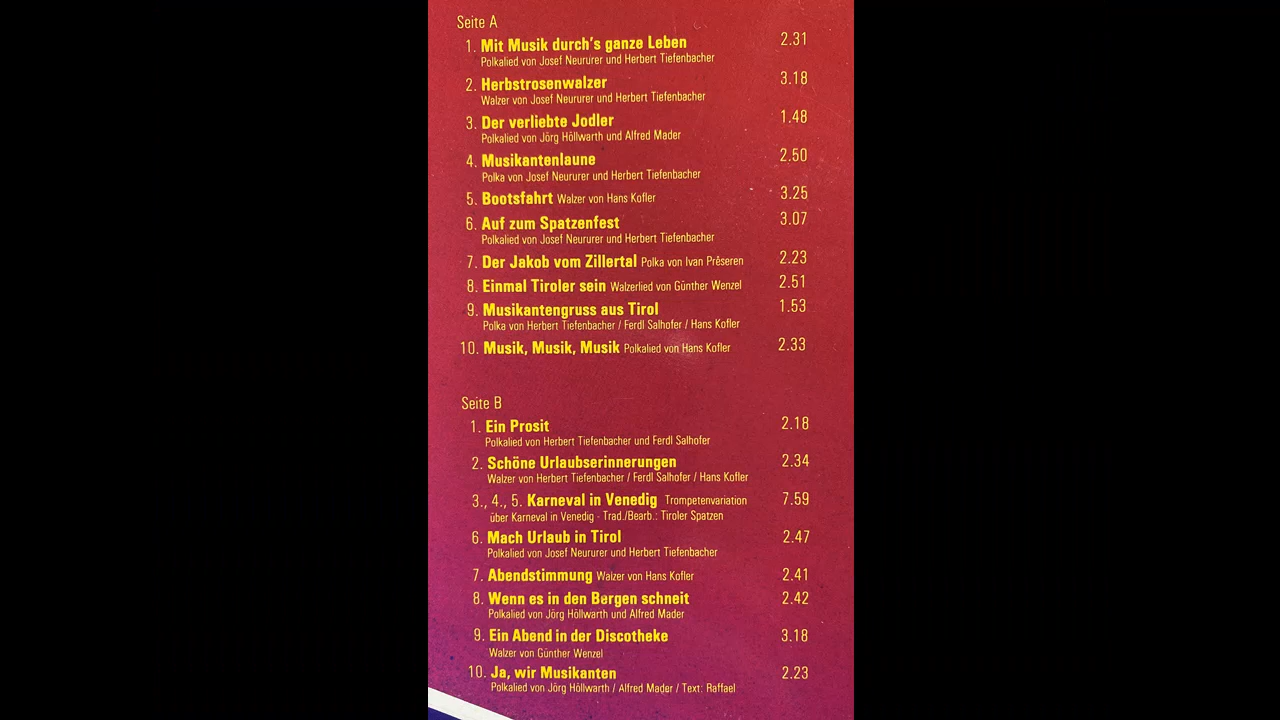 Seite A
1. Mit Musik durch's ganze Leben 2.31
Polkalied von Josef Neururer und Herbert Tiefenbacher
2. Herbstrosenwalzer 3.18
Walzer von Josef Neururer und Herbert Tiefenbacher
3. Der verliebte Jodler 1.48
Polkalied von Jörg Höllwarth und Alfred Mader
4. Musikantenlaune 2.50
Polka von Josef Neururer und Herbert Tiefenbacher
5. Bootsfahrt Walzer von Hans Kofler 3.25
6. Auf zum Spatzenfest 3.07
Polkalied von Josef Neururer und Herbert Tiefenbacher
7. Der Jakob vom Zillertal Polka von Ivan Prěseren 2.23
8. Einmal Tiroler sein Walzerlied von Günther Wenzel 2.51
9. Musikantengruss aus Tirol 1.53
Polka von Herbert Tiefenbacher / Ferdl Salhofer / Hans Kofler
10. Musik, Musik, Musik Polkalied von Hans Kofler 2.33
Seite B
1. Ein Prosit 2.18
Polkalied von Herbert Tiefenbacher und Ferdl Salhofer
2. Schöne Urlaubserinnerungen 2.34
Walzer von Herbert Tiefenbacher / Ferdl Salhofer / Hans Kofler
3., 4., 5. Karneval in Venedig Trompetenvariation 7.59
über Karneval in Venedig - Trad./Bearb.: Tiroler Spatzen
6. Mach Urlaub in Tirol 2.47
Polkalied von Josef Neururer und Herbert Tiefenbacher
7. Abendstimmung Walzer von Hans Kofler 2.41
8. Wenn es in den Bergen schneit 2.42
Polkalied von Jörg Höllwarth und Alfred Mader
9. Ein Abend in der Discotheke 3.18
Walzer von Günther Wenzel
10. Ja, wir Musikanten 2.23
Polkalied von Jörg Höllwarth / Alfred Mader / Text: Raffael